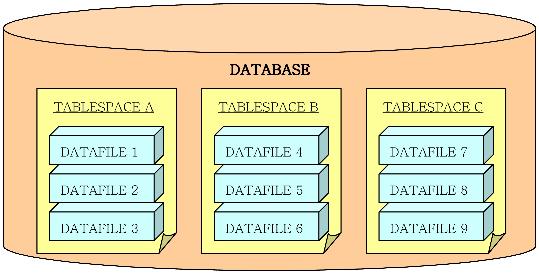 DATABASE
TABLESPACE A
DATAFILE 1
DATAFILE 2
DATAFILE 3
TABLESPACE B
DATAFILE 4
DATAFILE 5
DATAFILE 6
TABLESPACE C
DATAFILE 7
DATAFILE 8
DATAFILE 9